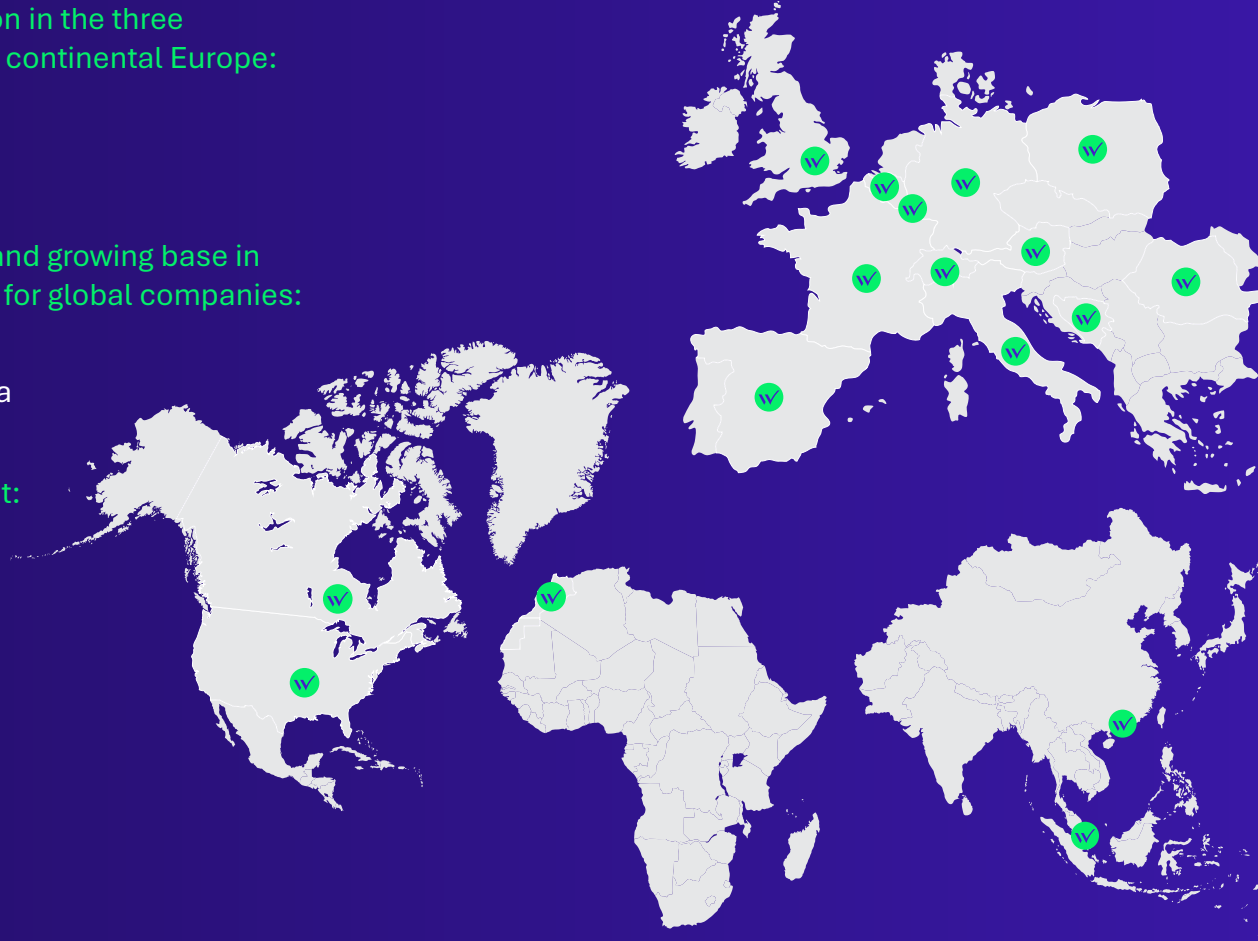 on in the three
continental Europe:
and growing base in
for global companies:
a
t: